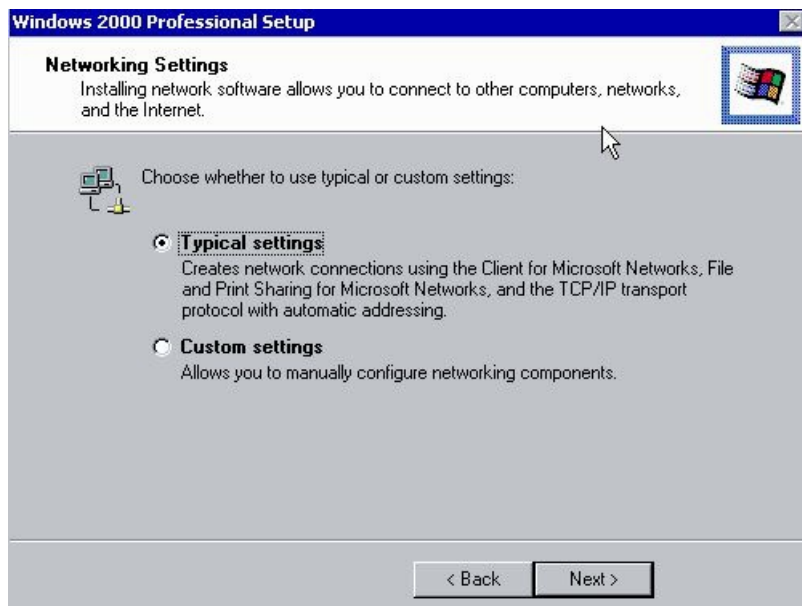 Windows 2000 Professional Setup
Networking Settings
Installing network software allows you to connect to other computers, networks,
and the Internet.
Choose whether to use typical or custom settings:
Typical settings
Creates network connections using the Client for Microsoft Networks, File
and Print Sharing for Microsoft Networks, and the TCP/IP transport
protocol with automatic addressing.
Custom settings
Allows you to manually configure networking components.
< Back Next >